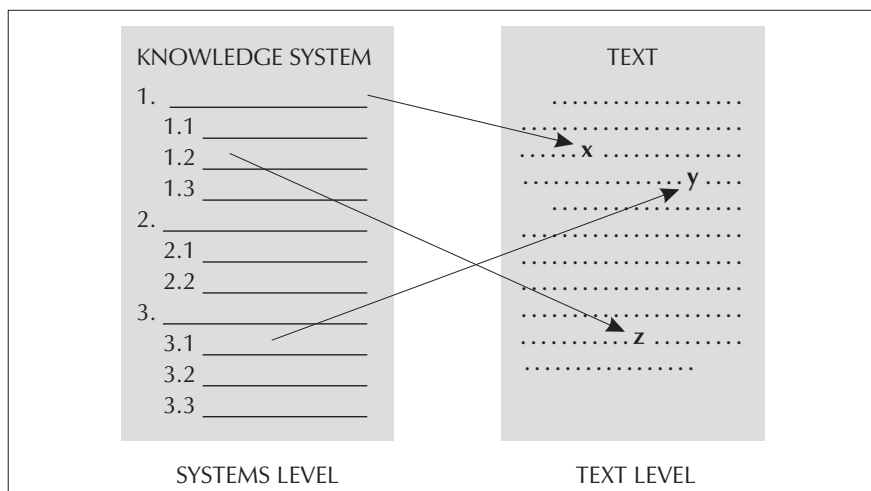 KNOWLEDGE SYSTEM
1.
1.1
1.2
1.3
2.
2.1
2.2
3.
3.1
3.2
3.3
SYSTEMS LEVEL
TEXT
x
y
z
TEXT LEVEL